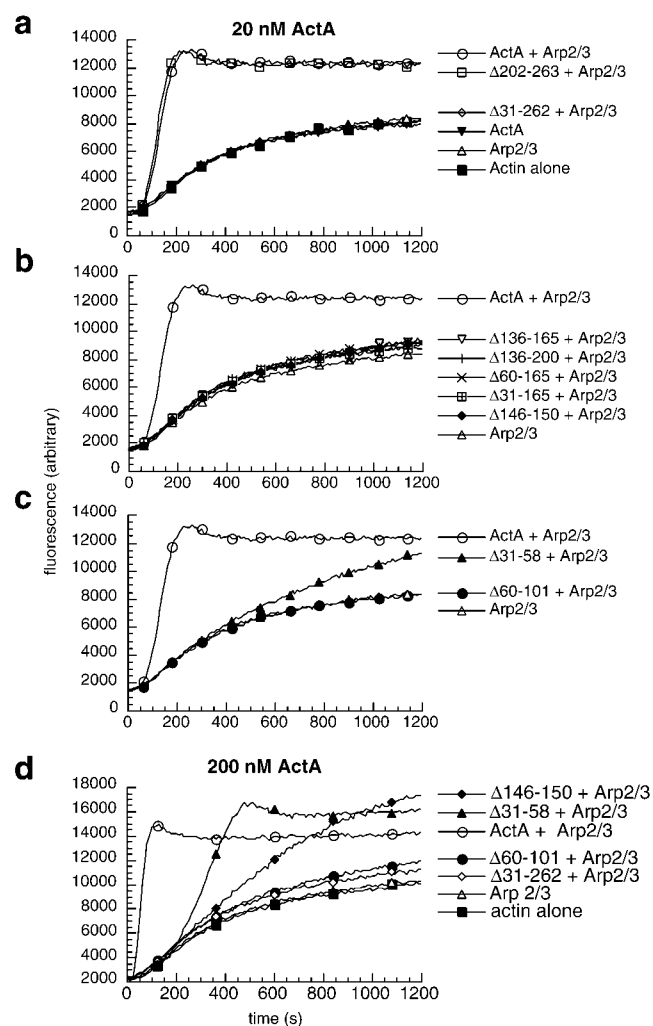 a
20 nM ActA
14000
12000
10000
8000
6000
4000
2000
0
0 200 400 600 800 1000 1200
ActA + Arp2/3
Δ202-263 + Arp2/3
Δ31-262 + Arp2/3
ActA
Arp2/3
Actin alone
b
14000
12000
10000
8000
6000
4000
2000
0
0 200 400 600 800 1000 1200
ActA + Arp2/3
Δ136-165 + Arp2/3
Δ136-200 + Arp2/3
Δ60-165 + Arp2/3
Δ31-165 + Arp2/3
Δ146-150 + Arp2/3
Arp2/3
fluorescence (arbitrary)
c
14000
12000
10000
8000
6000
4000
2000
0
0 200 400 600 800 1000 1200
ActA + Arp2/3
Δ31-58 + Arp2/3
Δ60-101 + Arp2/3
Arp2/3
d
200 nM ActA
18000
16000
14000
12000
10000
8000
6000
4000
2000
0 200 400 600 800 1000 1200
Δ146-150 + Arp2/3
Δ31-58 + Arp2/3
ActA + Arp2/3
Δ60-101 + Arp2/3
Δ31-262 + Arp2/3
Arp 2/3
actin alone
time (s)